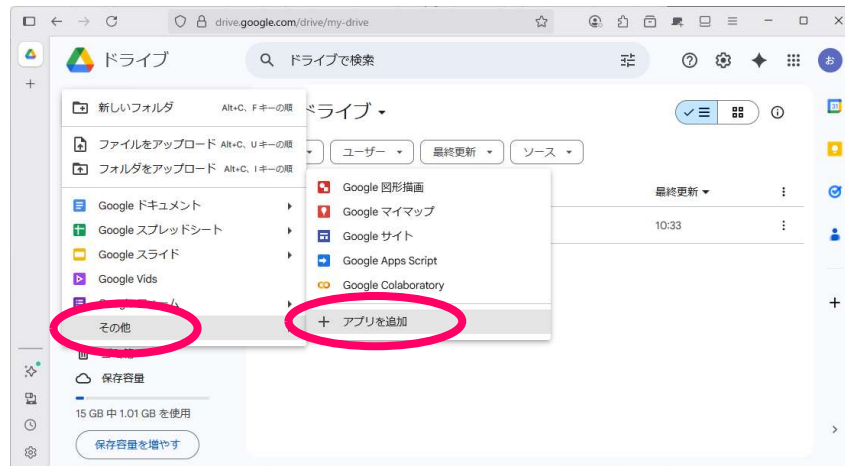 drive.google.com/drive/my-drive
ドライブ
ドライブで検索
お
新しいフォルダ Alt+C、F キーの順
ドライブ
ファイルをアップロード Alt+C、U キーの順
フォルダをアップロード Alt+C、I キーの順
ユーザー
最終更新
ソース
31
Google ドキュメント
Google スプレッドシート
Google スライド
Google Vids
その他
Google 図形描画
Google マイマップ
Google サイト
Google Apps Script
Google Colaboratory
アプリを追加
最終更新
10:33
保存容量
15 GB 中 1.01 GB を使用
保存容量を増やす